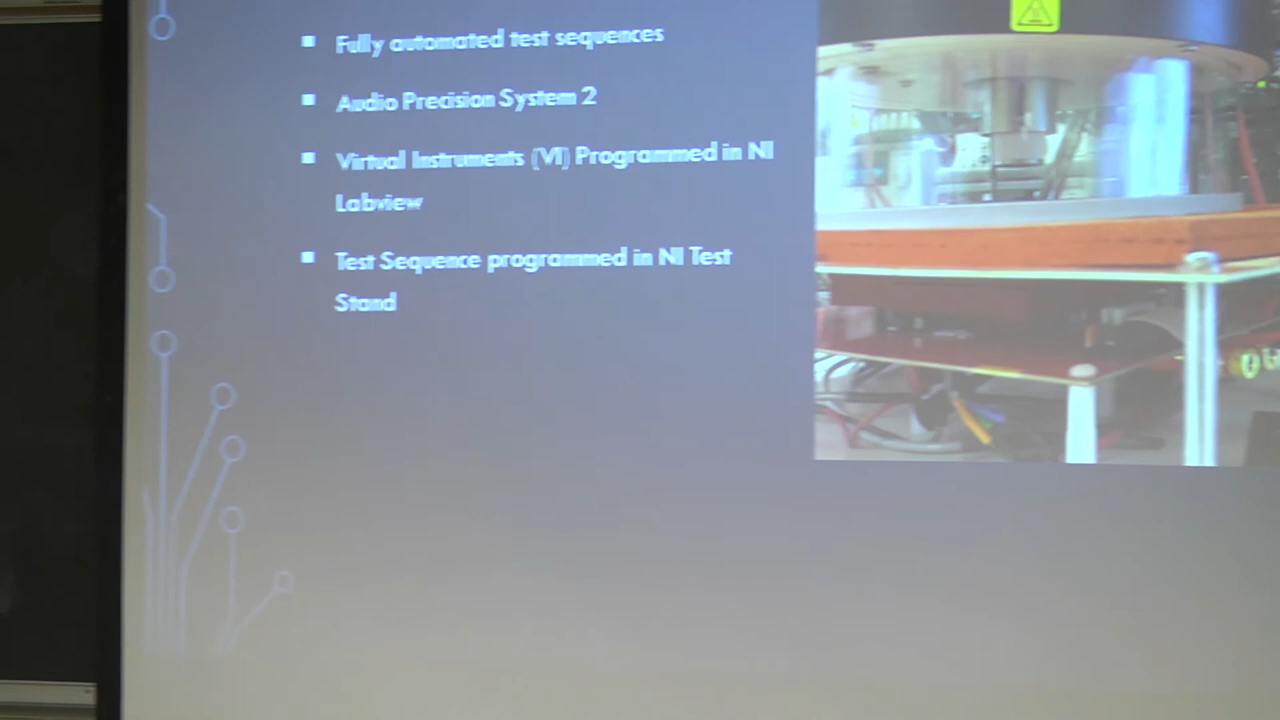 Fully automated test sequences
Audio Precision System 2
Virtual Instruments (VI) Programmed in NI
Labview
Test Sequence programmed in NI Test
Stand